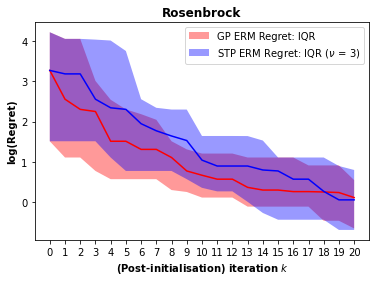 Rosenbrock
GP ERM Regret: IQR
STP ERM Regret: IQR (ν = 3)
log(Regret)
4
3
2
1
0
0 1 2 3 4 5 6 7 8 9 10 11 12 13 14 15 16 17 18 19 20
(Post-initialisation) iteration k